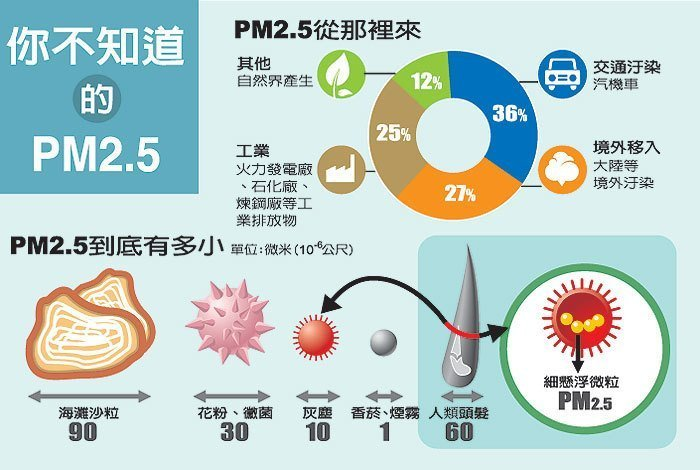 你不知道
的
PM2.5
PM2.5從那裡來
其他
自然界產生
12%
36%
交通汙染
汽機車
25%
工業
火力發電廠
、石化廠、
煉鋼廠等工
業排放物
27%
境外移入
大陸等
境外汙染
PM2.5到底有多小 單位:微米(10⁻⁶公尺)
海灘沙粒
90
花粉、黴菌
30
灰塵
10
香菸、煙霧
1
人類頭髮
60
細懸浮微粒
PM2.5